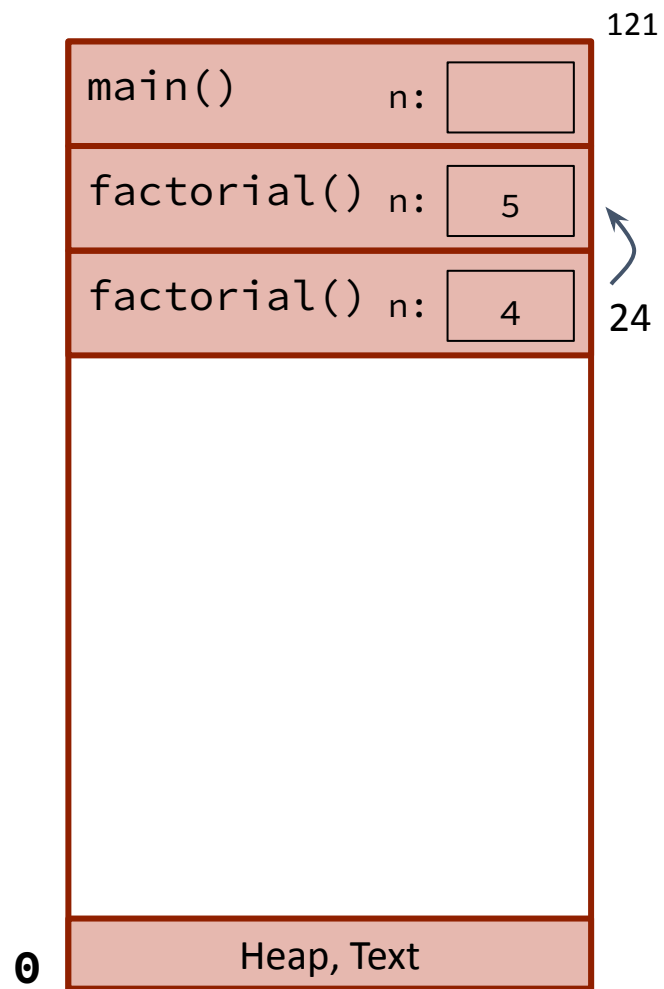 121
main() n:
factorial() n: 5
factorial() n: 4
24
0 Heap, Text